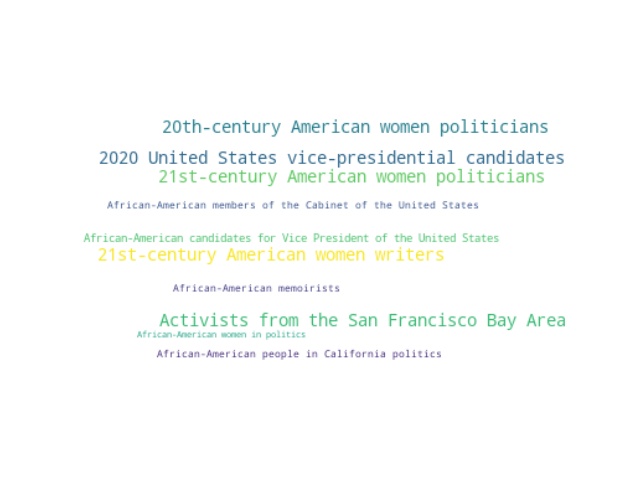 20th-century American women politicians
2020 United States vice-presidential candidates
21st-century American women politicians
African-American members of the Cabinet of the United States
African-American candidates for Vice President of the United States
21st-century American women writers
African-American memoirists
Activists from the San Francisco Bay Area
African-American women in politics
African-American people in California politics